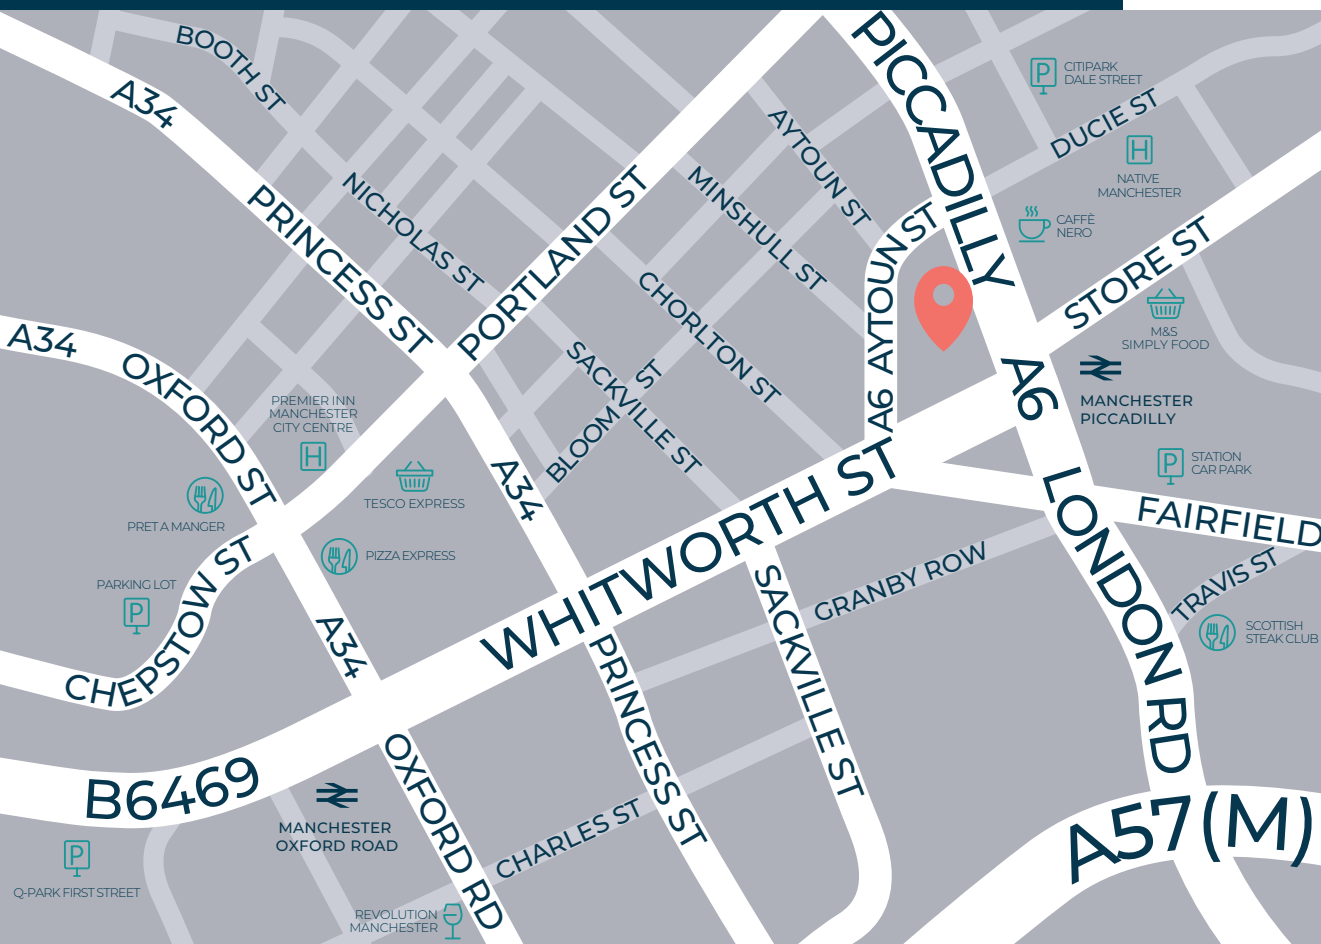 BOOTH ST
A34
PICCADILLY
CITIPARK
DALE STREET
DUCIE ST
AYTOUN ST
NATIVE
MANCHESTER
NICHOLAS ST
PRINCESS ST
PORTLAND ST
MINSHULL ST
AYTOUN ST
CAFFÈ
NERO
STORE ST
CHORLTON ST
A34
OXFORD ST
SACKVILLE ST
BLOOM ST
A6
A6
M&S
SIMPLY FOOD
MANCHESTER
PICCADILLY
PREMIER INN
MANCHESTER
CITY CENTRE
STATION
CAR PARK
PRET A MANGER
TESCO EXPRESS
A34
WHITWORTH ST
LONDON RD
FAIRFIELD
PIZZA EXPRESS
CHEPSTOW ST
PARKING LOT
GRANBY ROW
TRAVIS ST
SCOTTISH
STEAK CLUB
A34
PRINCESS ST
SACKVILLE ST
B6469
OXFORD RD
MANCHESTER
OXFORD ROAD
CHARLES ST
A57(M)
Q-PARK FIRST STREET
REVOLUTION
MANCHESTER
P
H
H
P
P
P